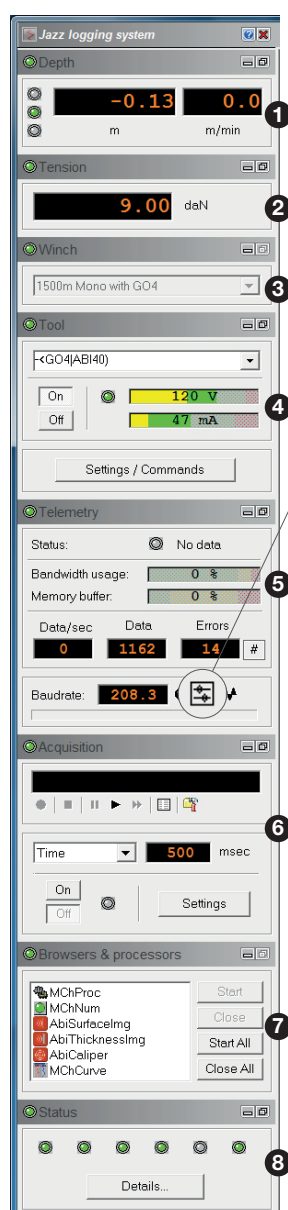 Jazz logging system
Depth
-0.13 0.0
m m/min
1
Tension
9.00 daN
2
Winch
1500m Mono with GO4
3
Tool
-<GO4|ABI40)
On
120 V
Off
47 mA
4
Settings / Commands
Telemetry
Status: No data
Bandwidth usage: 0 %
Memory buffer: 0 %
5
Data/sec Data Errors
0 1162 14 #
Baudrate: 208.3
Acquisition
6
Time 500 msec
On
Off
Settings
Browsers & processors
MChProc
MChNum
AbiSurfaceImg
AbiThicknessImg
AbiCaliper
MChCurve
Start
Close
Start All
Close All
7
Status
8
Details...